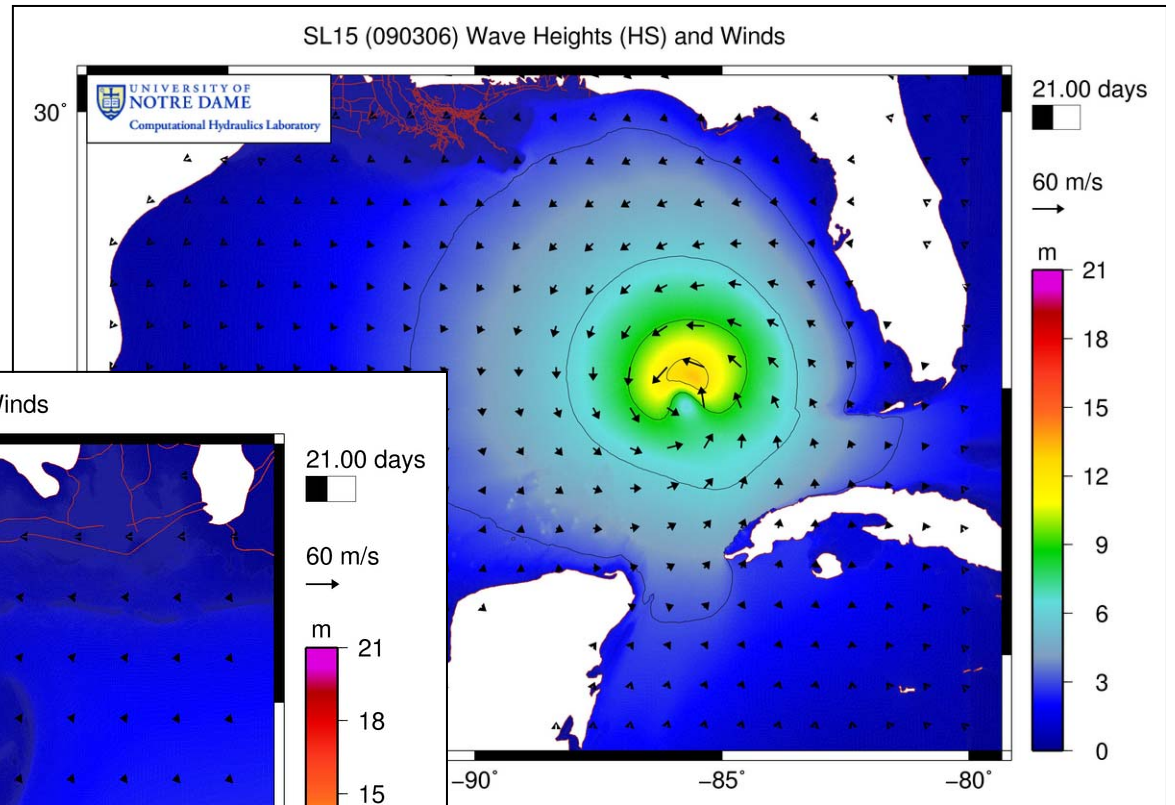 SL15 (090306) Wave Heights (HS) and Winds
UNIVERSITY OF
NOTRE DAME
Computational Hydraulics Laboratory
30°
21.00 days
60 m/s
m
21
18
15
12
9
6
3
0
−90°
−85°
−80°
Winds
21.00 days
60 m/s
m
21
18
15